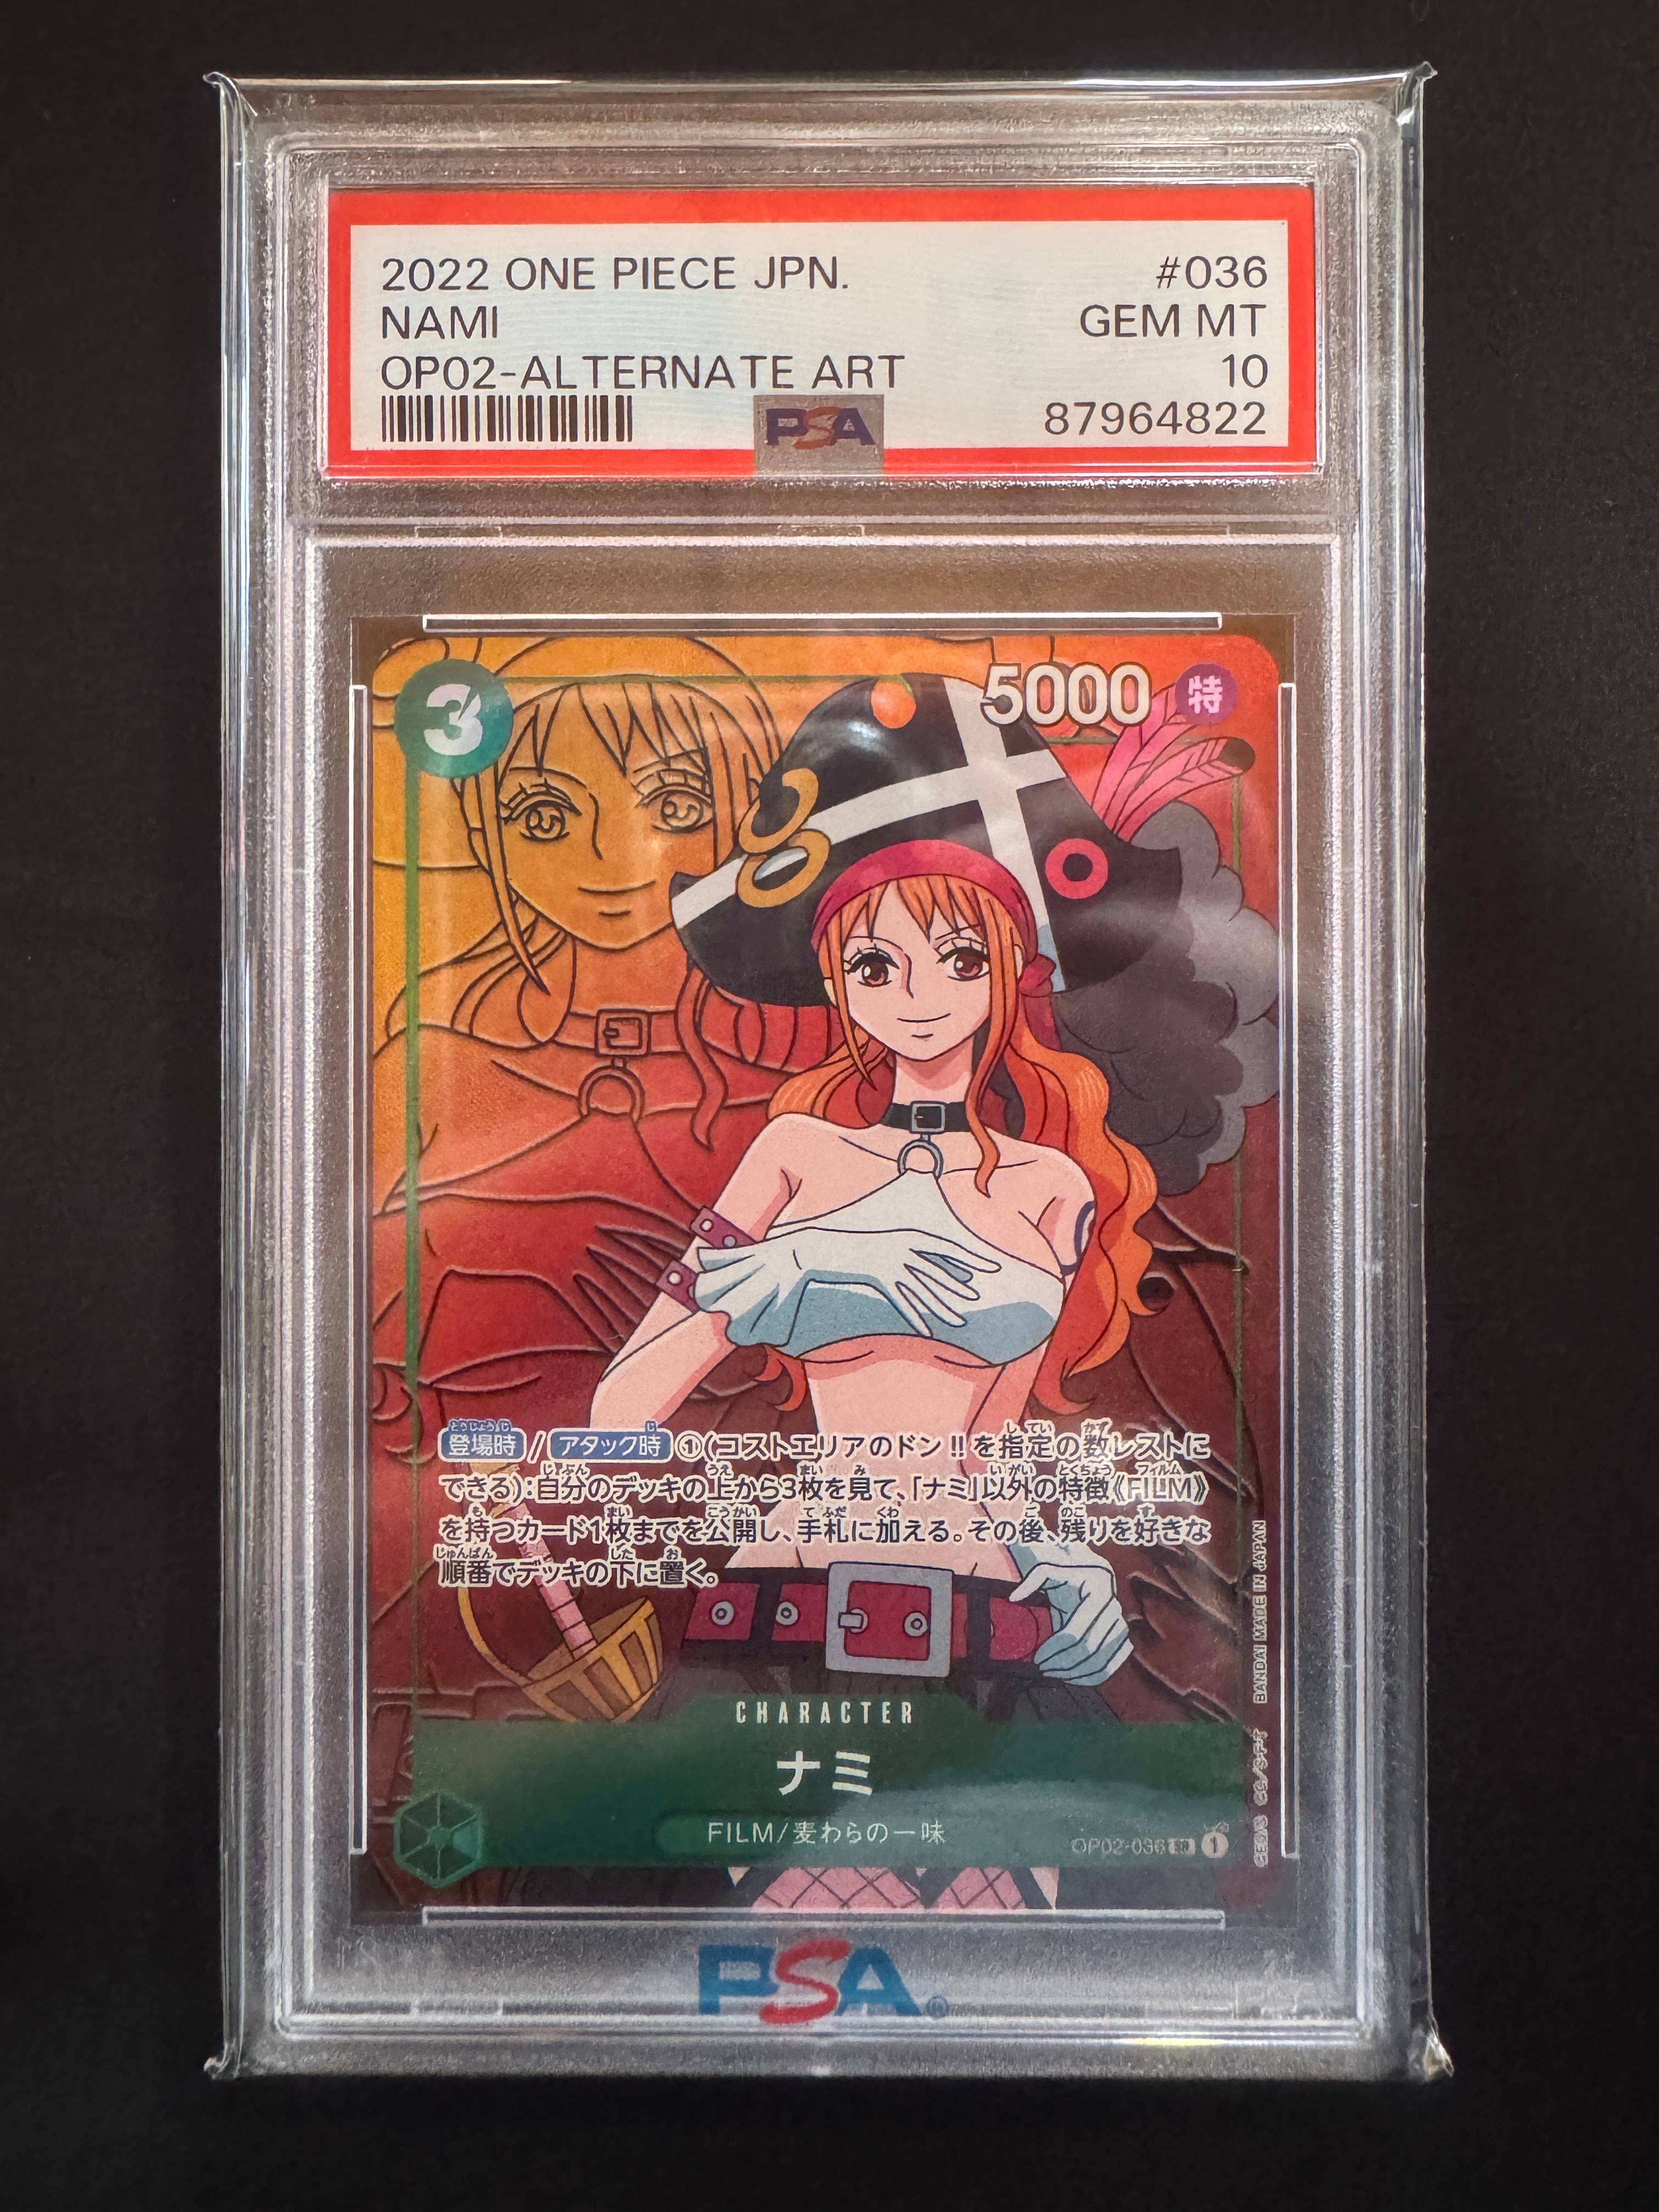 2022 ONE PIECE JPN. #036
NAMI GEM MT
OP02-ALTERNATE ART 10
PSA 87964822
3 5000 特
登場時 / アタック時 ①(コストエリアのドン!!を指定の数レストに
できる):自分のデッキの上から3枚を見て、「ナミ」以外の特徴《FILM》
を持つカード1枚までを公開し、手札に加える。その後、残りを好きな
順番でデッキの下に置く。
BANDAI MADE IN JAPAN
CHARACTER
ナミ
FILM/麦わらの一味
OP02-036 SR 1
PSA